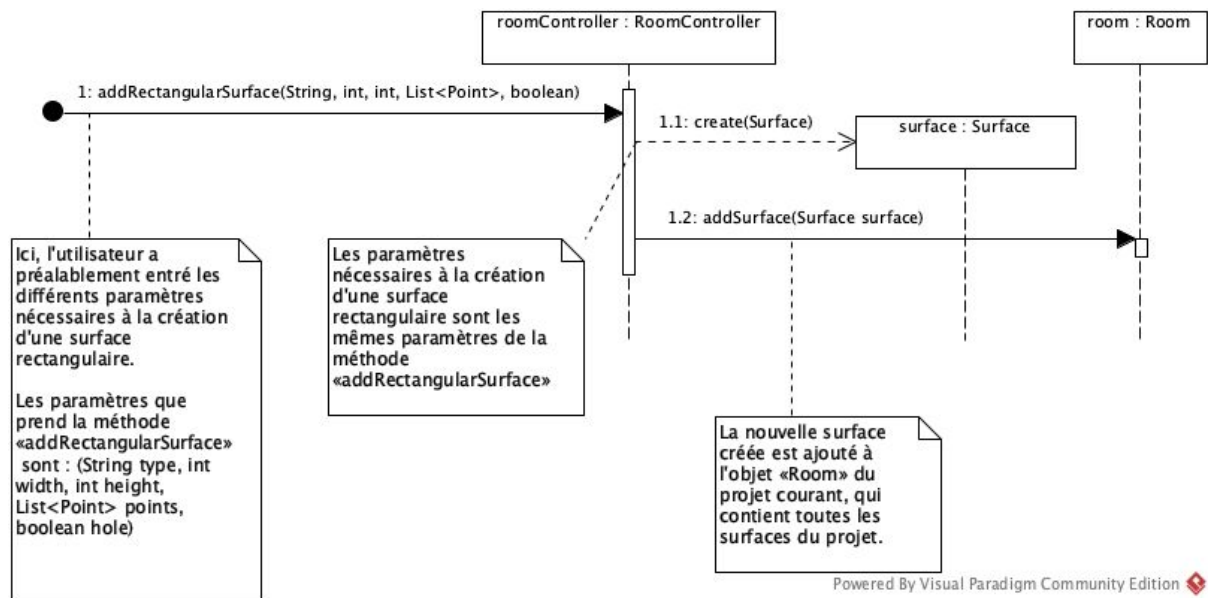 roomController : RoomController
room : Room
1: addRectangularSurface(String, int, int, List<Point>, boolean)
1.1: create(Surface)
surface : Surface
1.2: addSurface(Surface surface)
Ici, l'utilisateur a
préalablement entré les
différents paramètres
nécessaires à la création
d'une surface
rectangulaire.
Les paramètres que
prend la méthode
«addRectangularSurface»
sont : (String type, int
width, int height,
List<Point> points,
boolean hole)
Les paramètres
nécessaires à la création
d'une surface
rectangulaire sont les
mêmes paramètres de la
méthode
«addRectangularSurface»
La nouvelle surface
créée est ajouté à
l'objet «Room» du
projet courant, qui
contient toutes les
surfaces du projet.
Powered By Visual Paradigm Community Edition